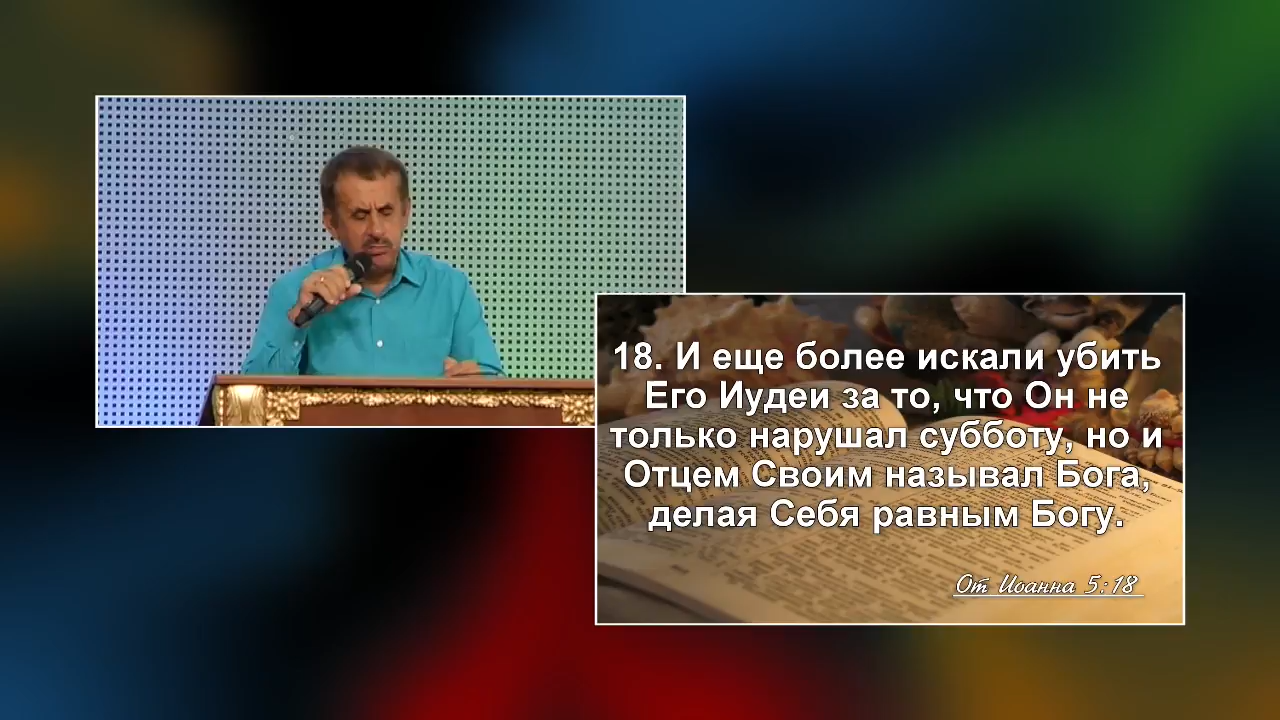 18. И еще более искали убить
Его Иудеи за то, что Он не
только нарушал субботу, но и
Отцем Своим называл Бога,
делая Себя равным Богу.
От Иоанна 5:18